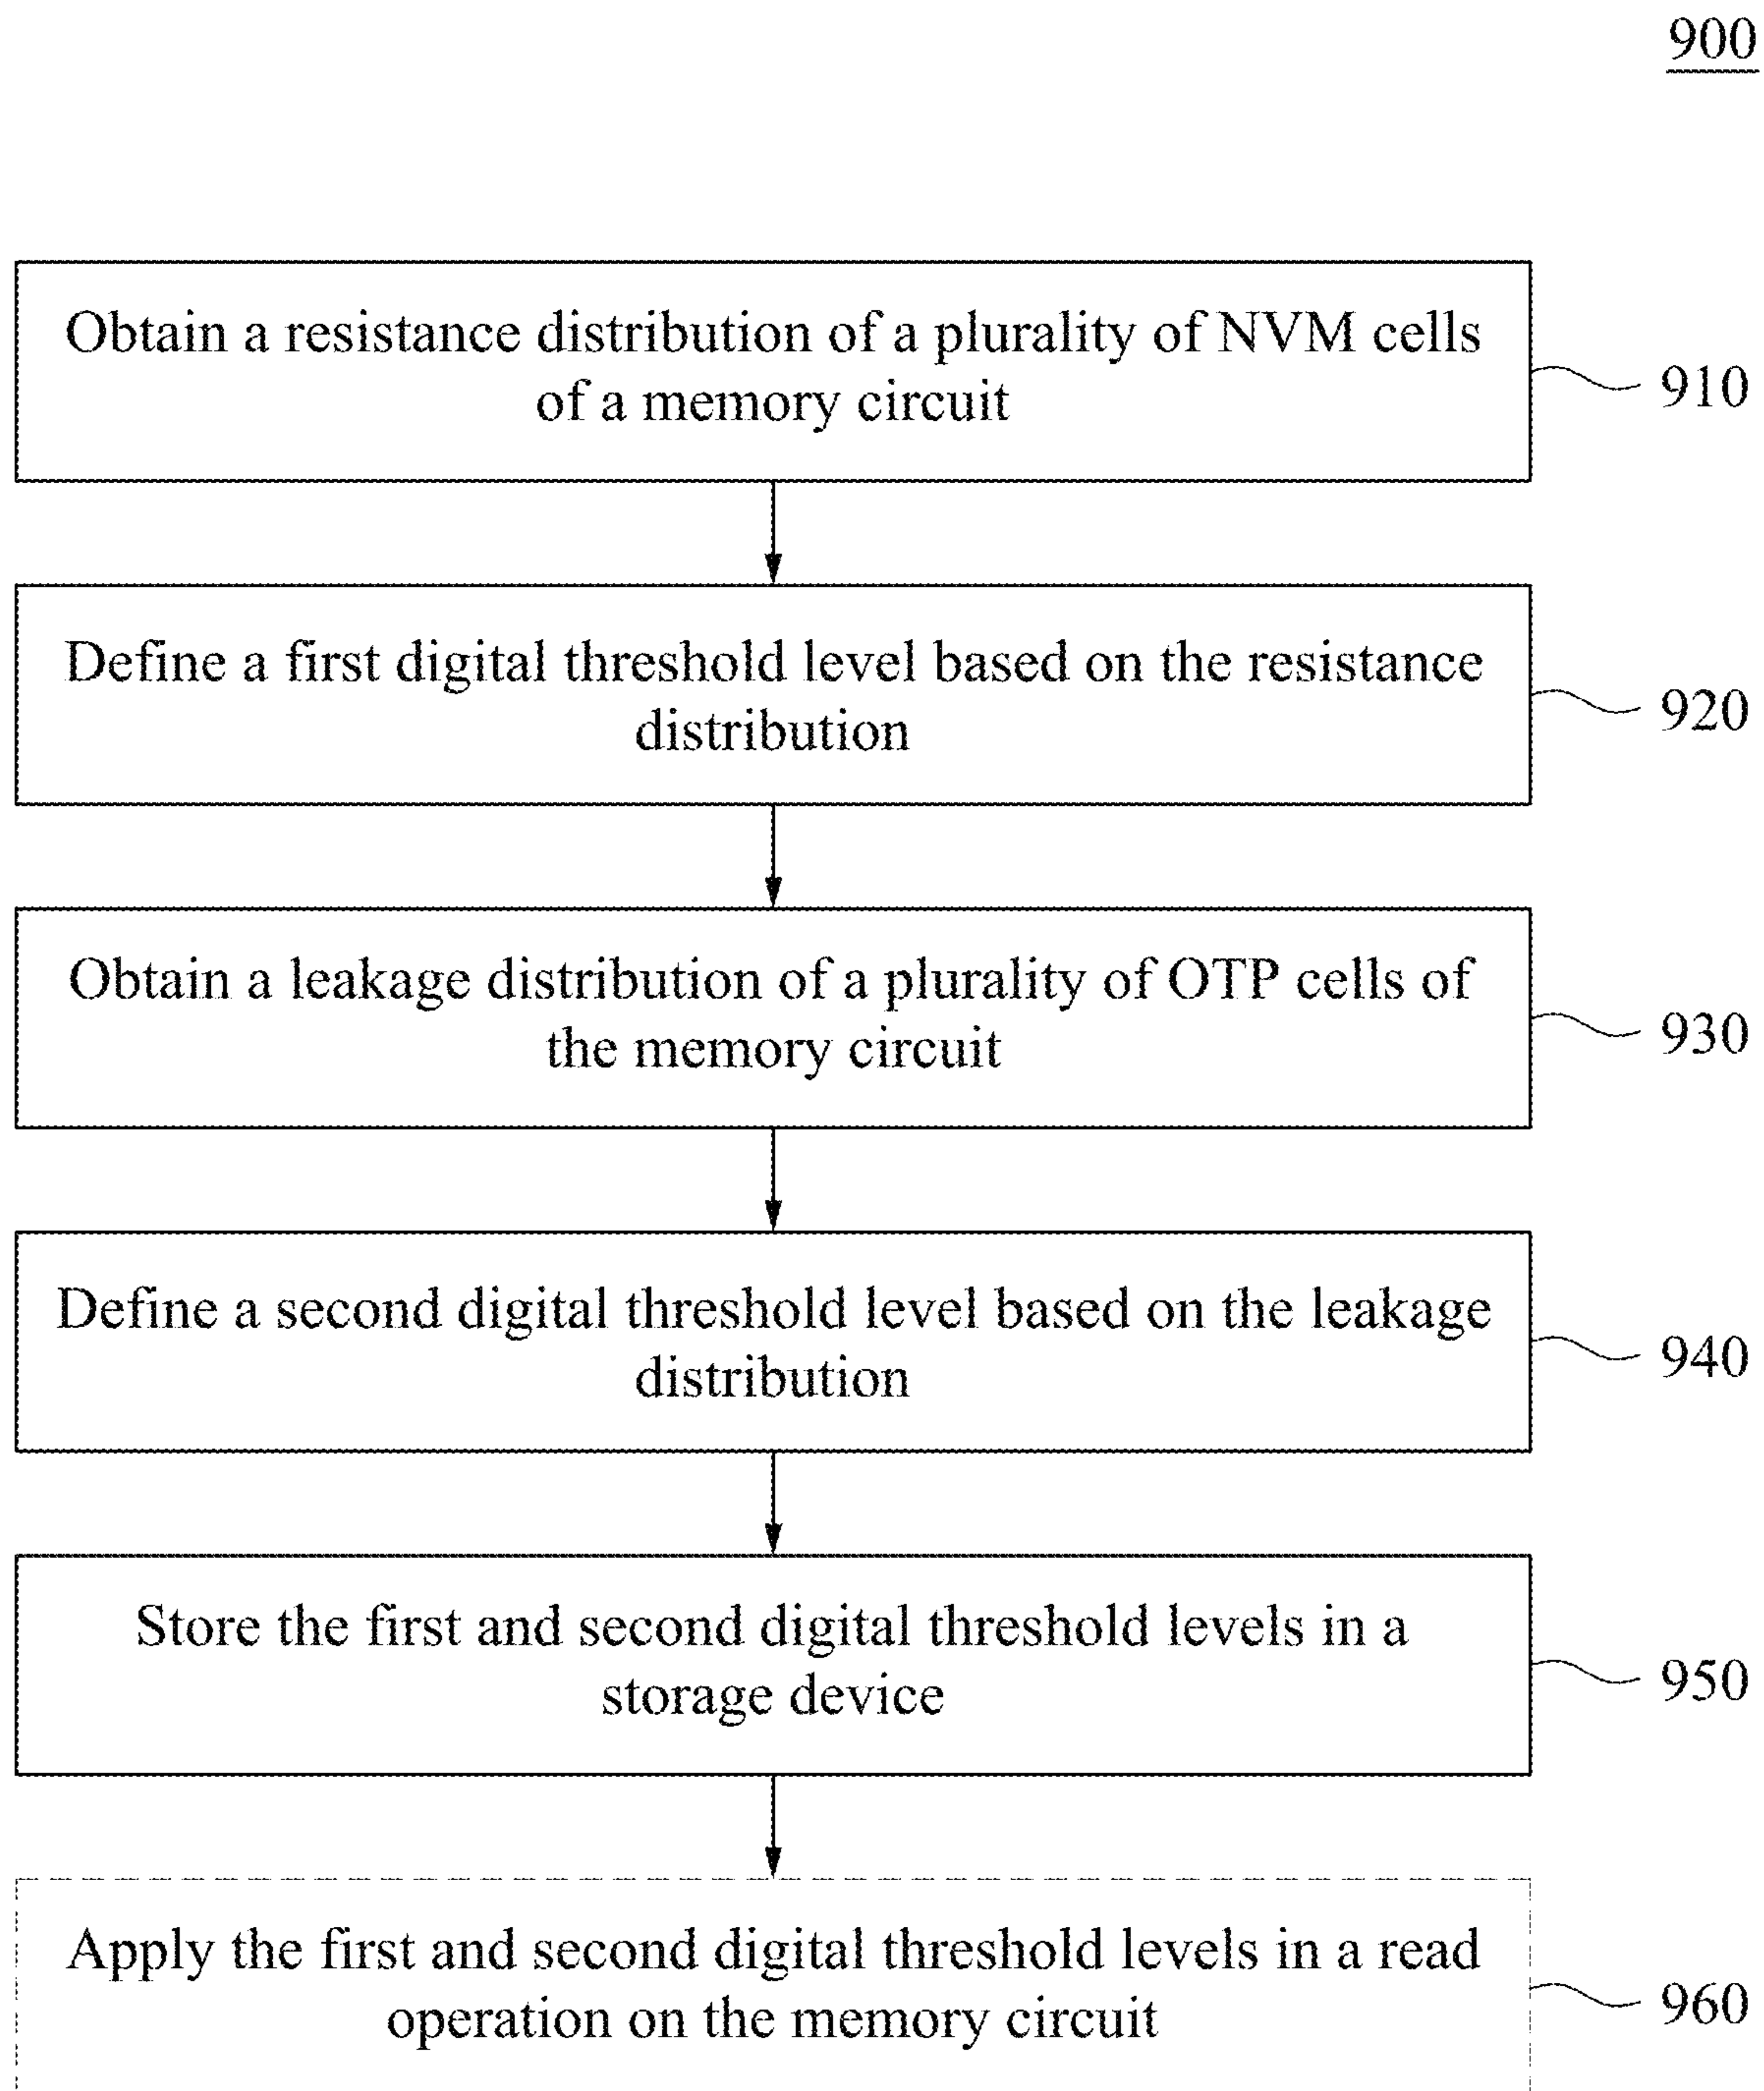 900
Obtain a resistance distribution of a plurality of NVM cells
of a memory circuit
910
Define a first digital threshold level based on the resistance
distribution
920
Obtain a leakage distribution of a plurality of OTP cells of
the memory circuit
930
Define a second digital threshold level based on the leakage
distribution
940
Store the first and second digital threshold levels in a
storage device
950
Apply the first and second digital threshold levels in a read
operation on the memory circuit
960